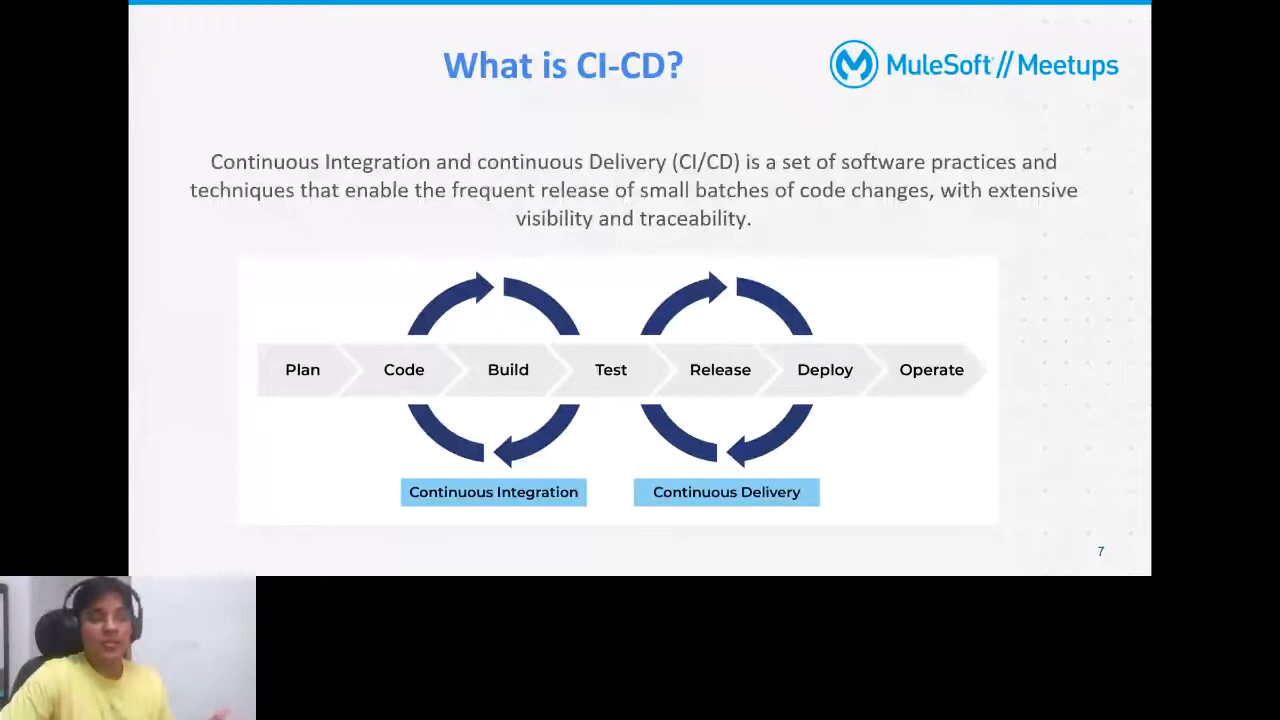 What is CI-CD?
MuleSoft // Meetups
Continuous Integration and continuous Delivery (CI/CD) is a set of software practices and
techniques that enable the frequent release of small batches of code changes, with extensive
visibility and traceability.
Plan Code Build Test Release Deploy Operate
Continuous Integration Continuous Delivery
7